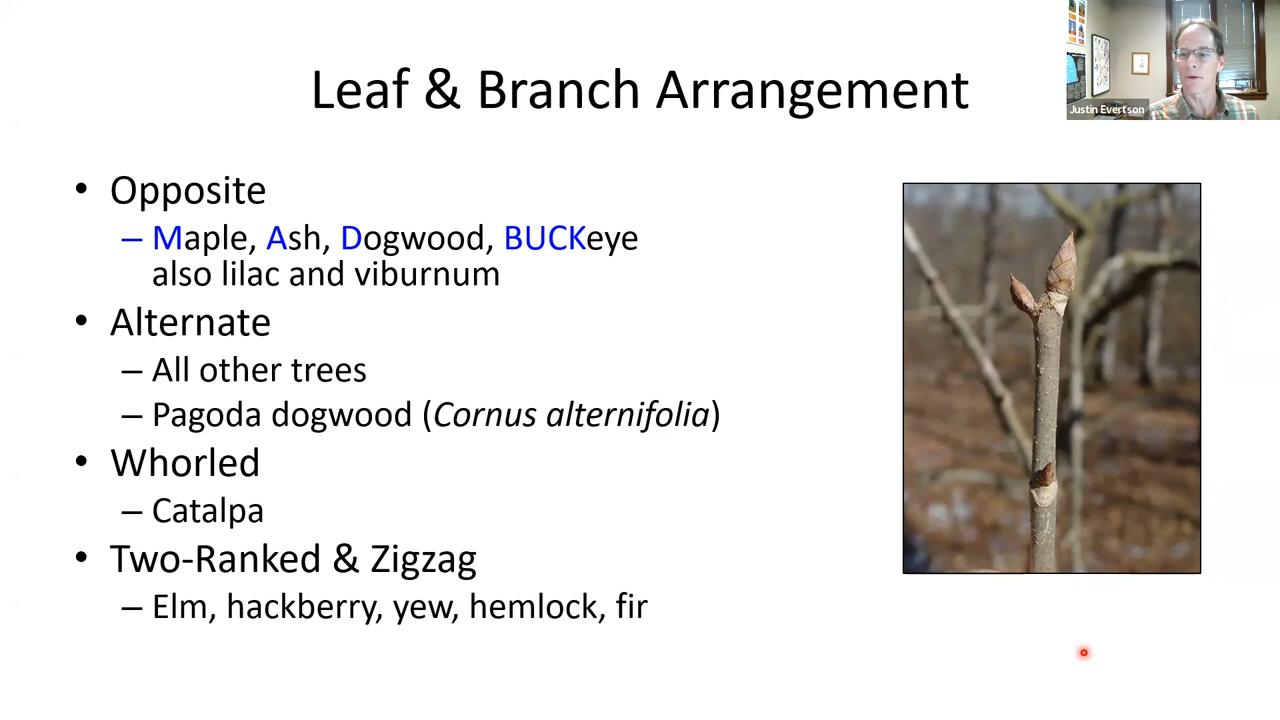 Leaf & Branch Arrangement
Justin Evertson
• Opposite
– Maple, Ash, Dogwood, BUCKeye
also lilac and viburnum
• Alternate
– All other trees
– Pagoda dogwood (Cornus alternifolia)
• Whorled
– Catalpa
• Two-Ranked & Zigzag
– Elm, hackberry, yew, hemlock, fir